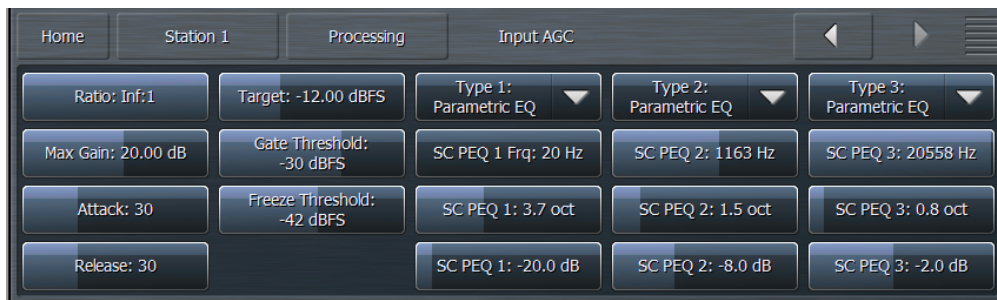 Home Station 1 Processing Input AGC
Ratio: Inf:1
Target: -12.00 dBFS
Type 1:
Parametric EQ
Type 2:
Parametric EQ
Type 3:
Parametric EQ
Max Gain: 20.00 dB
Gate Threshold:
-30 dBFS
SC PEQ 1 Frq: 20 Hz
SC PEQ 2: 1163 Hz
SC PEQ 3: 20558 Hz
Attack: 30
Freeze Threshold:
-42 dBFS
SC PEQ 1: 3.7 oct
SC PEQ 2: 1.5 oct
SC PEQ 3: 0.8 oct
Release: 30
SC PEQ 1: -20.0 dB
SC PEQ 2: -8.0 dB
SC PEQ 3: -2.0 dB